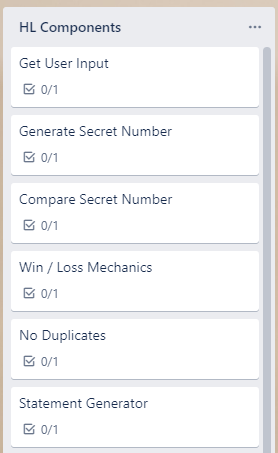 HL Components
Get User Input
0/1
Generate Secret Number
0/1
Compare Secret Number
0/1
Win / Loss Mechanics
0/1
No Duplicates
0/1
Statement Generator
0/1